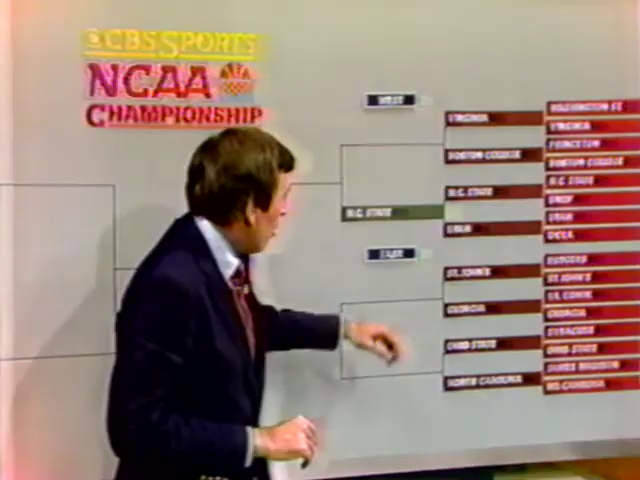 CBS SPORTS
NCAA
CHAMPIONSHIP
WEST
VIRGINIA
BOSTON COLLEGE
N.C. STATE
N.C. STATE
UTAH
EAST
ST. JOHN'S
GEORGIA
OHIO STATE
NORTH CAROLINA
WASHINGTON ST.
VIRGINIA
PRINCETON
BOSTON COLLEGE
N.C. STATE
UNLV
UTAH
UCLA
RUTGERS
ST. JOHN'S
VA. COMM.
GEORGIA
SYRACUSE
OHIO STATE
JAMES MADISON
NO. CAROLINA